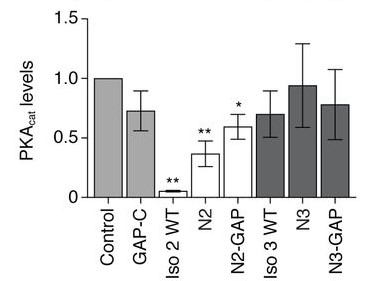 1.5
1.0
0.5
0
PKAcat levels
**
**
*
Control
GAP-C
Iso 2 WT
N2
N2-GAP
Iso 3 WT
N3
N3-GAP